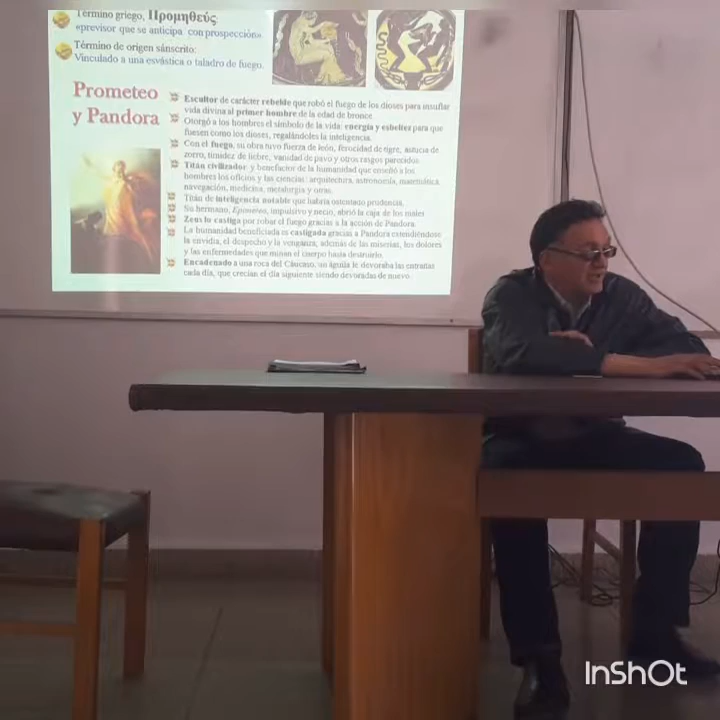 Término griego, Προμηθεύς:
«previsor que se anticipa con prospección»
Término de origen sánscrito:
Vinculado a una esvástica o taladro de fuego.
Prometeo
y Pandora
Escultor de carácter rebelde que robó el fuego de los dioses para insuflar
vida divina al primer hombre de la edad de bronce
Otorgó a los hombres el símbolo de la vida: energía y esbeltez para que
fuesen como los dioses, regalándoles la inteligencia.
Con el fuego, su obra tuvo fuerza de león, ferocidad de tigre, astucia de
zorro, timidez de liebre, vanidad de pavo y otros rasgos parecidos.
Titán civilizador y benefactor de la humanidad que enseñó a los
hombres los oficios y las ciencias: arquitectura, astronomía, matemática,
navegación, medicina, metalurgia y otras.
Titán de inteligencia notable que habría ostentado prudencia.
Su hermano, Epimeteo, impulsivo y necio, abrió la caja de los males
Zeus lo castiga por robar el fuego gracias a la acción de Pandora.
La humanidad beneficiada es castigada gracias a Pandora extendiéndose
la envidia, el despecho y la venganza, además de las miserias, los dolores
y las enfermedades que minan el cuerpo hasta destruirlo.
Encadenado a una roca del Cáucaso, un águila le devoraba las entrañas
cada día, que crecían el día siguiente siendo devoradas de nuevo.
InShOt